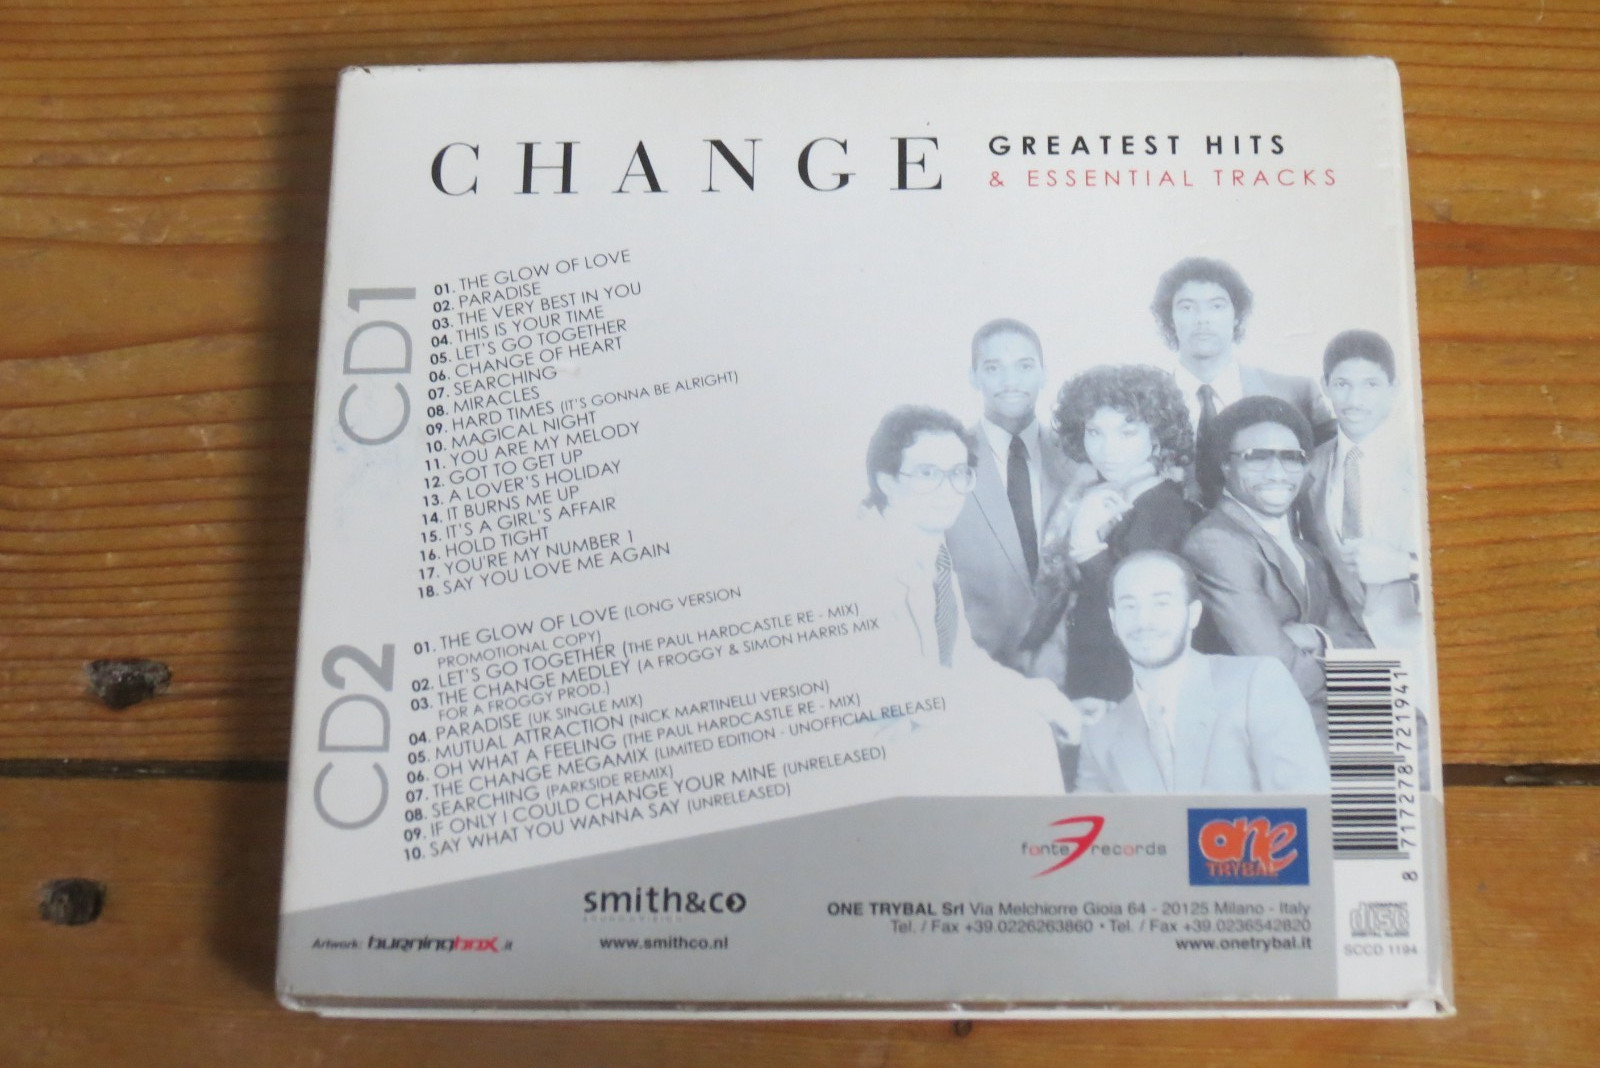 CHANGE
GREATEST HITS
& ESSENTIAL TRACKS
CD1
01. THE GLOW OF LOVE
02. PARADISE
03. THE VERY BEST IN YOU
04. THIS IS YOUR TIME
05. LET'S GO TOGETHER
06. CHANGE OF HEART
07. SEARCHING
08. MIRACLES
09. HARD TIMES (IT'S GONNA BE ALRIGHT)
10. MAGICAL NIGHT
11. YOU ARE MY MELODY
12. GOT TO GET UP
13. A LOVER'S HOLIDAY
14. IT BURNS ME UP
15. IT'S A GIRL'S AFFAIR
16. HOLD TIGHT
17. YOU'RE MY NUMBER 1
18. SAY YOU LOVE ME AGAIN
CD2
01. THE GLOW OF LOVE (LONG VERSION
PROMOTIONAL COPY)
02. LET'S GO TOGETHER (THE PAUL HARDCASTLE RE - MIX)
03. THE CHANGE MEDLEY (A FROGGY & SIMON HARRIS MIX
FOR A FROGGY PROD.)
04. PARADISE (UK SINGLE MIX)
05. MUTUAL ATTRACTION (NICK MARTINELLI VERSION)
06. OH WHAT A FEELING (THE PAUL HARDCASTLE RE - MIX)
07. THE CHANGE MEGAMIX (LIMITED EDITION - UNOFFICIAL RELEASE)
08. SEARCHING (PARKSIDE REMIX)
09. IF ONLY I COULD CHANGE YOUR MINE (UNRELEASED)
10. SAY WHAT YOU WANNA SAY (UNRELEASED)
8 717278 721941
fonte records
one
TRYBAL
smith&co
www.smithco.nl
Artwork: burningbox.it
ONE TRYBAL Srl Via Melchiorre Gioia 64 - 20125 Milano - Italy
Tel. / Fax +39.0226263860 • Tel. / Fax +39.0236542820
www.onetrybal.it
disc
DIGITAL AUDIO
SCCD 1194